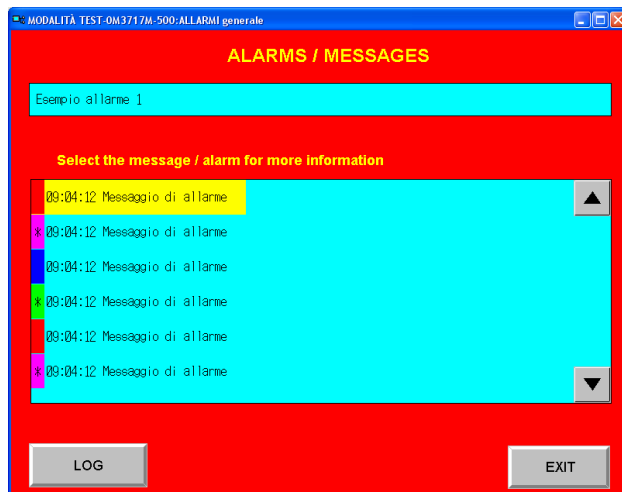 MODALITÀ TEST-0M3717M-500:ALLARMI generale
ALARMS / MESSAGES
Esempio allarme 1
Select the message / alarm for more information
09:04:12 Messaggio di allarme
* 09:04:12 Messaggio di allarme
09:04:12 Messaggio di allarme
* 09:04:12 Messaggio di allarme
09:04:12 Messaggio di allarme
* 09:04:12 Messaggio di allarme
LOG
EXIT